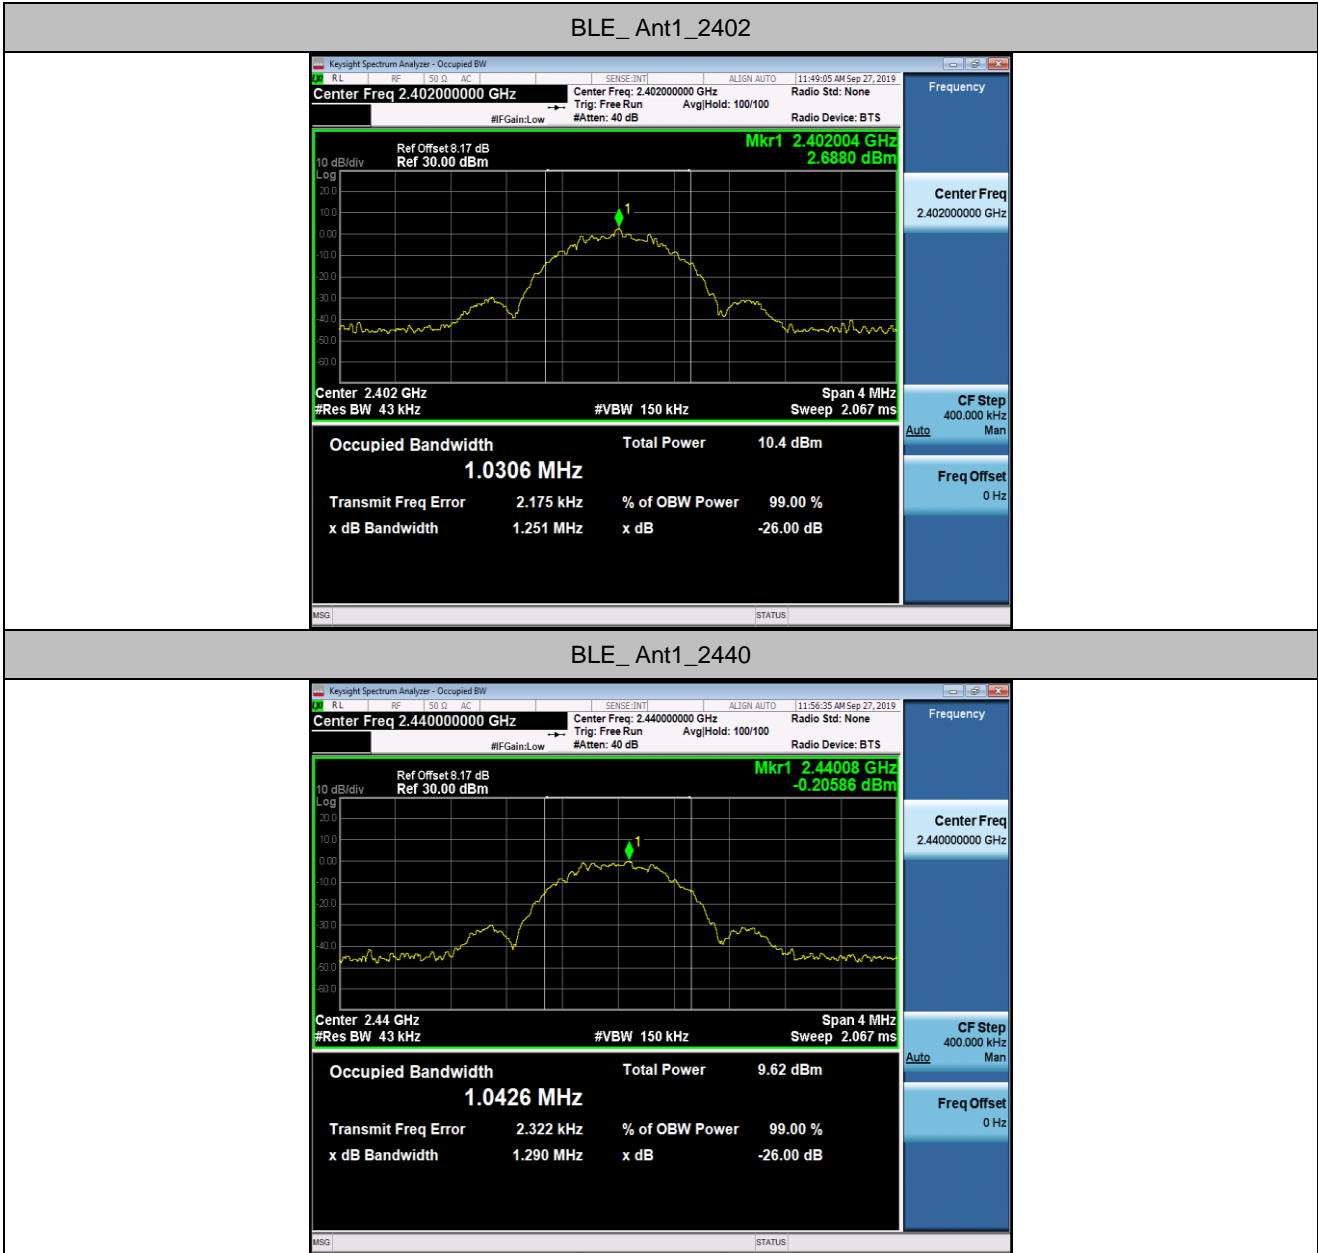 BLE_ Ant1_2402
Keysight Spectrum Analyzer - Occupied BW
RL RF 50 Ω AC SENSE:INT ALIGN AUTO 11:49:05 AM Sep 27, 2019
Center Freq 2.402000000 GHz Center Freq: 2.402000000 GHz Radio Std: None
Trig: Free Run Avg|Hold: 100/100
#IFGain:Low #Atten: 40 dB Radio Device: BTS
Frequency
Mkr1 2.402004 GHz
2.6880 dBm
Ref Offset 8.17 dB
10 dB/div Ref 30.00 dBm
Log
20.0
10.0
0.00
-10.0
-20.0
-30.0
-40.0
-50.0
-60.0
1
Center 2.402 GHz Span 4 MHz
#Res BW 43 kHz #VBW 150 kHz Sweep 2.067 ms
Center Freq
2.402000000 GHz
CF Step
400.000 kHz
Auto Man
Freq Offset
0 Hz
Occupied Bandwidth Total Power 10.4 dBm
1.0306 MHz
Transmit Freq Error 2.175 kHz % of OBW Power 99.00 %
x dB Bandwidth 1.251 MHz x dB -26.00 dB
MSG STATUS
BLE_ Ant1_2440
Keysight Spectrum Analyzer - Occupied BW
RL RF 50 Ω AC SENSE:INT ALIGN AUTO 11:56:35 AM Sep 27, 2019
Center Freq 2.440000000 GHz Center Freq: 2.440000000 GHz Radio Std: None
Trig: Free Run Avg|Hold: 100/100
#IFGain:Low #Atten: 40 dB Radio Device: BTS
Frequency
Mkr1 2.44008 GHz
-0.20586 dBm
Ref Offset 8.17 dB
10 dB/div Ref 30.00 dBm
Log
20.0
10.0
0.00
-10.0
-20.0
-30.0
-40.0
-50.0
-60.0
1
Center 2.44 GHz Span 4 MHz
#Res BW 43 kHz #VBW 150 kHz Sweep 2.067 ms
Center Freq
2.440000000 GHz
CF Step
400.000 kHz
Auto Man
Freq Offset
0 Hz
Occupied Bandwidth Total Power 9.62 dBm
1.0426 MHz
Transmit Freq Error 2.322 kHz % of OBW Power 99.00 %
x dB Bandwidth 1.290 MHz x dB -26.00 dB
MSG STATUS